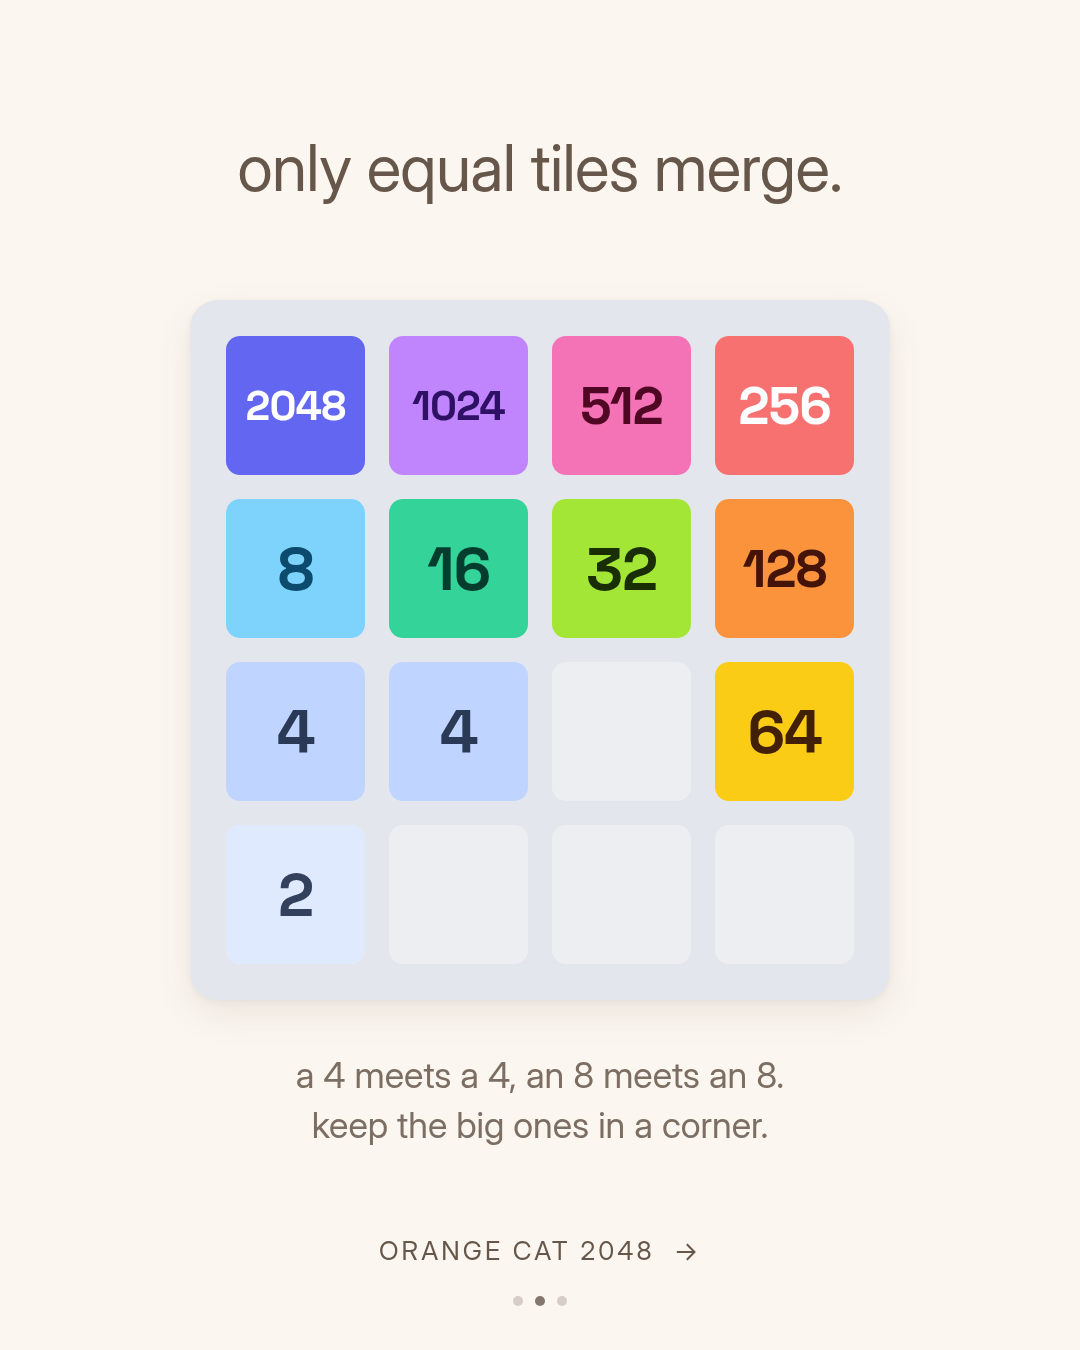 only equal tiles merge.
2048 1024 512 256
8 16 32 128
4 4 64
2
a 4 meets a 4, an 8 meets an 8.
keep the big ones in a corner.
ORANGE CAT 2048 →